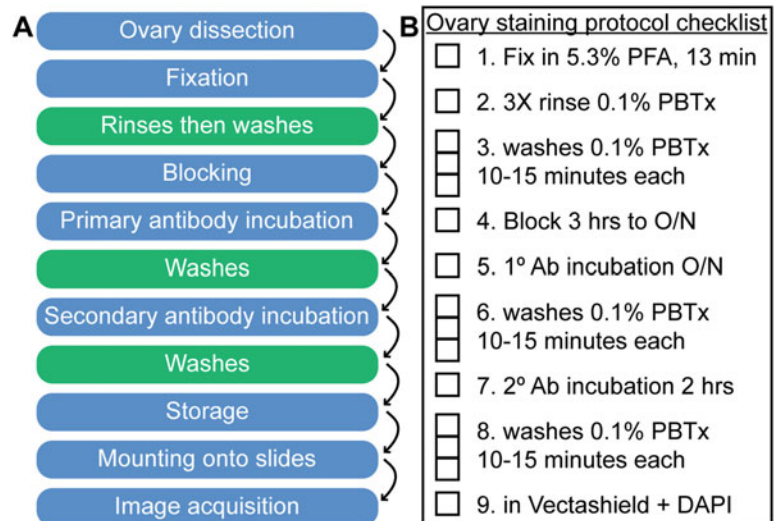 A
Ovary dissection
Fixation
Rinses then washes
Blocking
Primary antibody incubation
Washes
Secondary antibody incubation
Washes
Storage
Mounting onto slides
Image acquisition
B
Ovary staining protocol checklist
1. Fix in 5.3% PFA, 13 min
2. 3X rinse 0.1% PBTx
3. washes 0.1% PBTx
10-15 minutes each
4. Block 3 hrs to O/N
5. 1º Ab incubation O/N
6. washes 0.1% PBTx
10-15 minutes each
7. 2º Ab incubation 2 hrs
8. washes 0.1% PBTx
10-15 minutes each
9. in Vectashield + DAPI